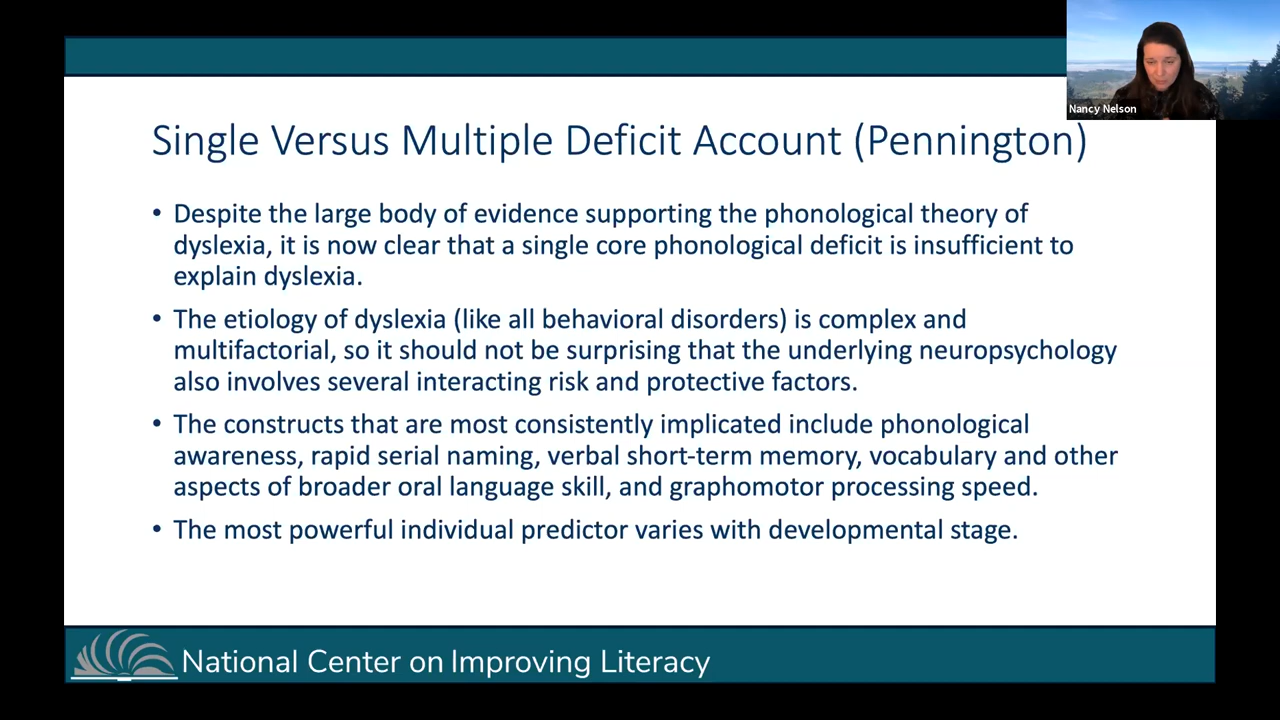 Nancy Nelson
Single Versus Multiple Deficit Account (Pennington)
• Despite the large body of evidence supporting the phonological theory of
dyslexia, it is now clear that a single core phonological deficit is insufficient to
explain dyslexia.
• The etiology of dyslexia (like all behavioral disorders) is complex and
multifactorial, so it should not be surprising that the underlying neuropsychology
also involves several interacting risk and protective factors.
• The constructs that are most consistently implicated include phonological
awareness, rapid serial naming, verbal short-term memory, vocabulary and other
aspects of broader oral language skill, and graphomotor processing speed.
• The most powerful individual predictor varies with developmental stage.
National Center on Improving Literacy